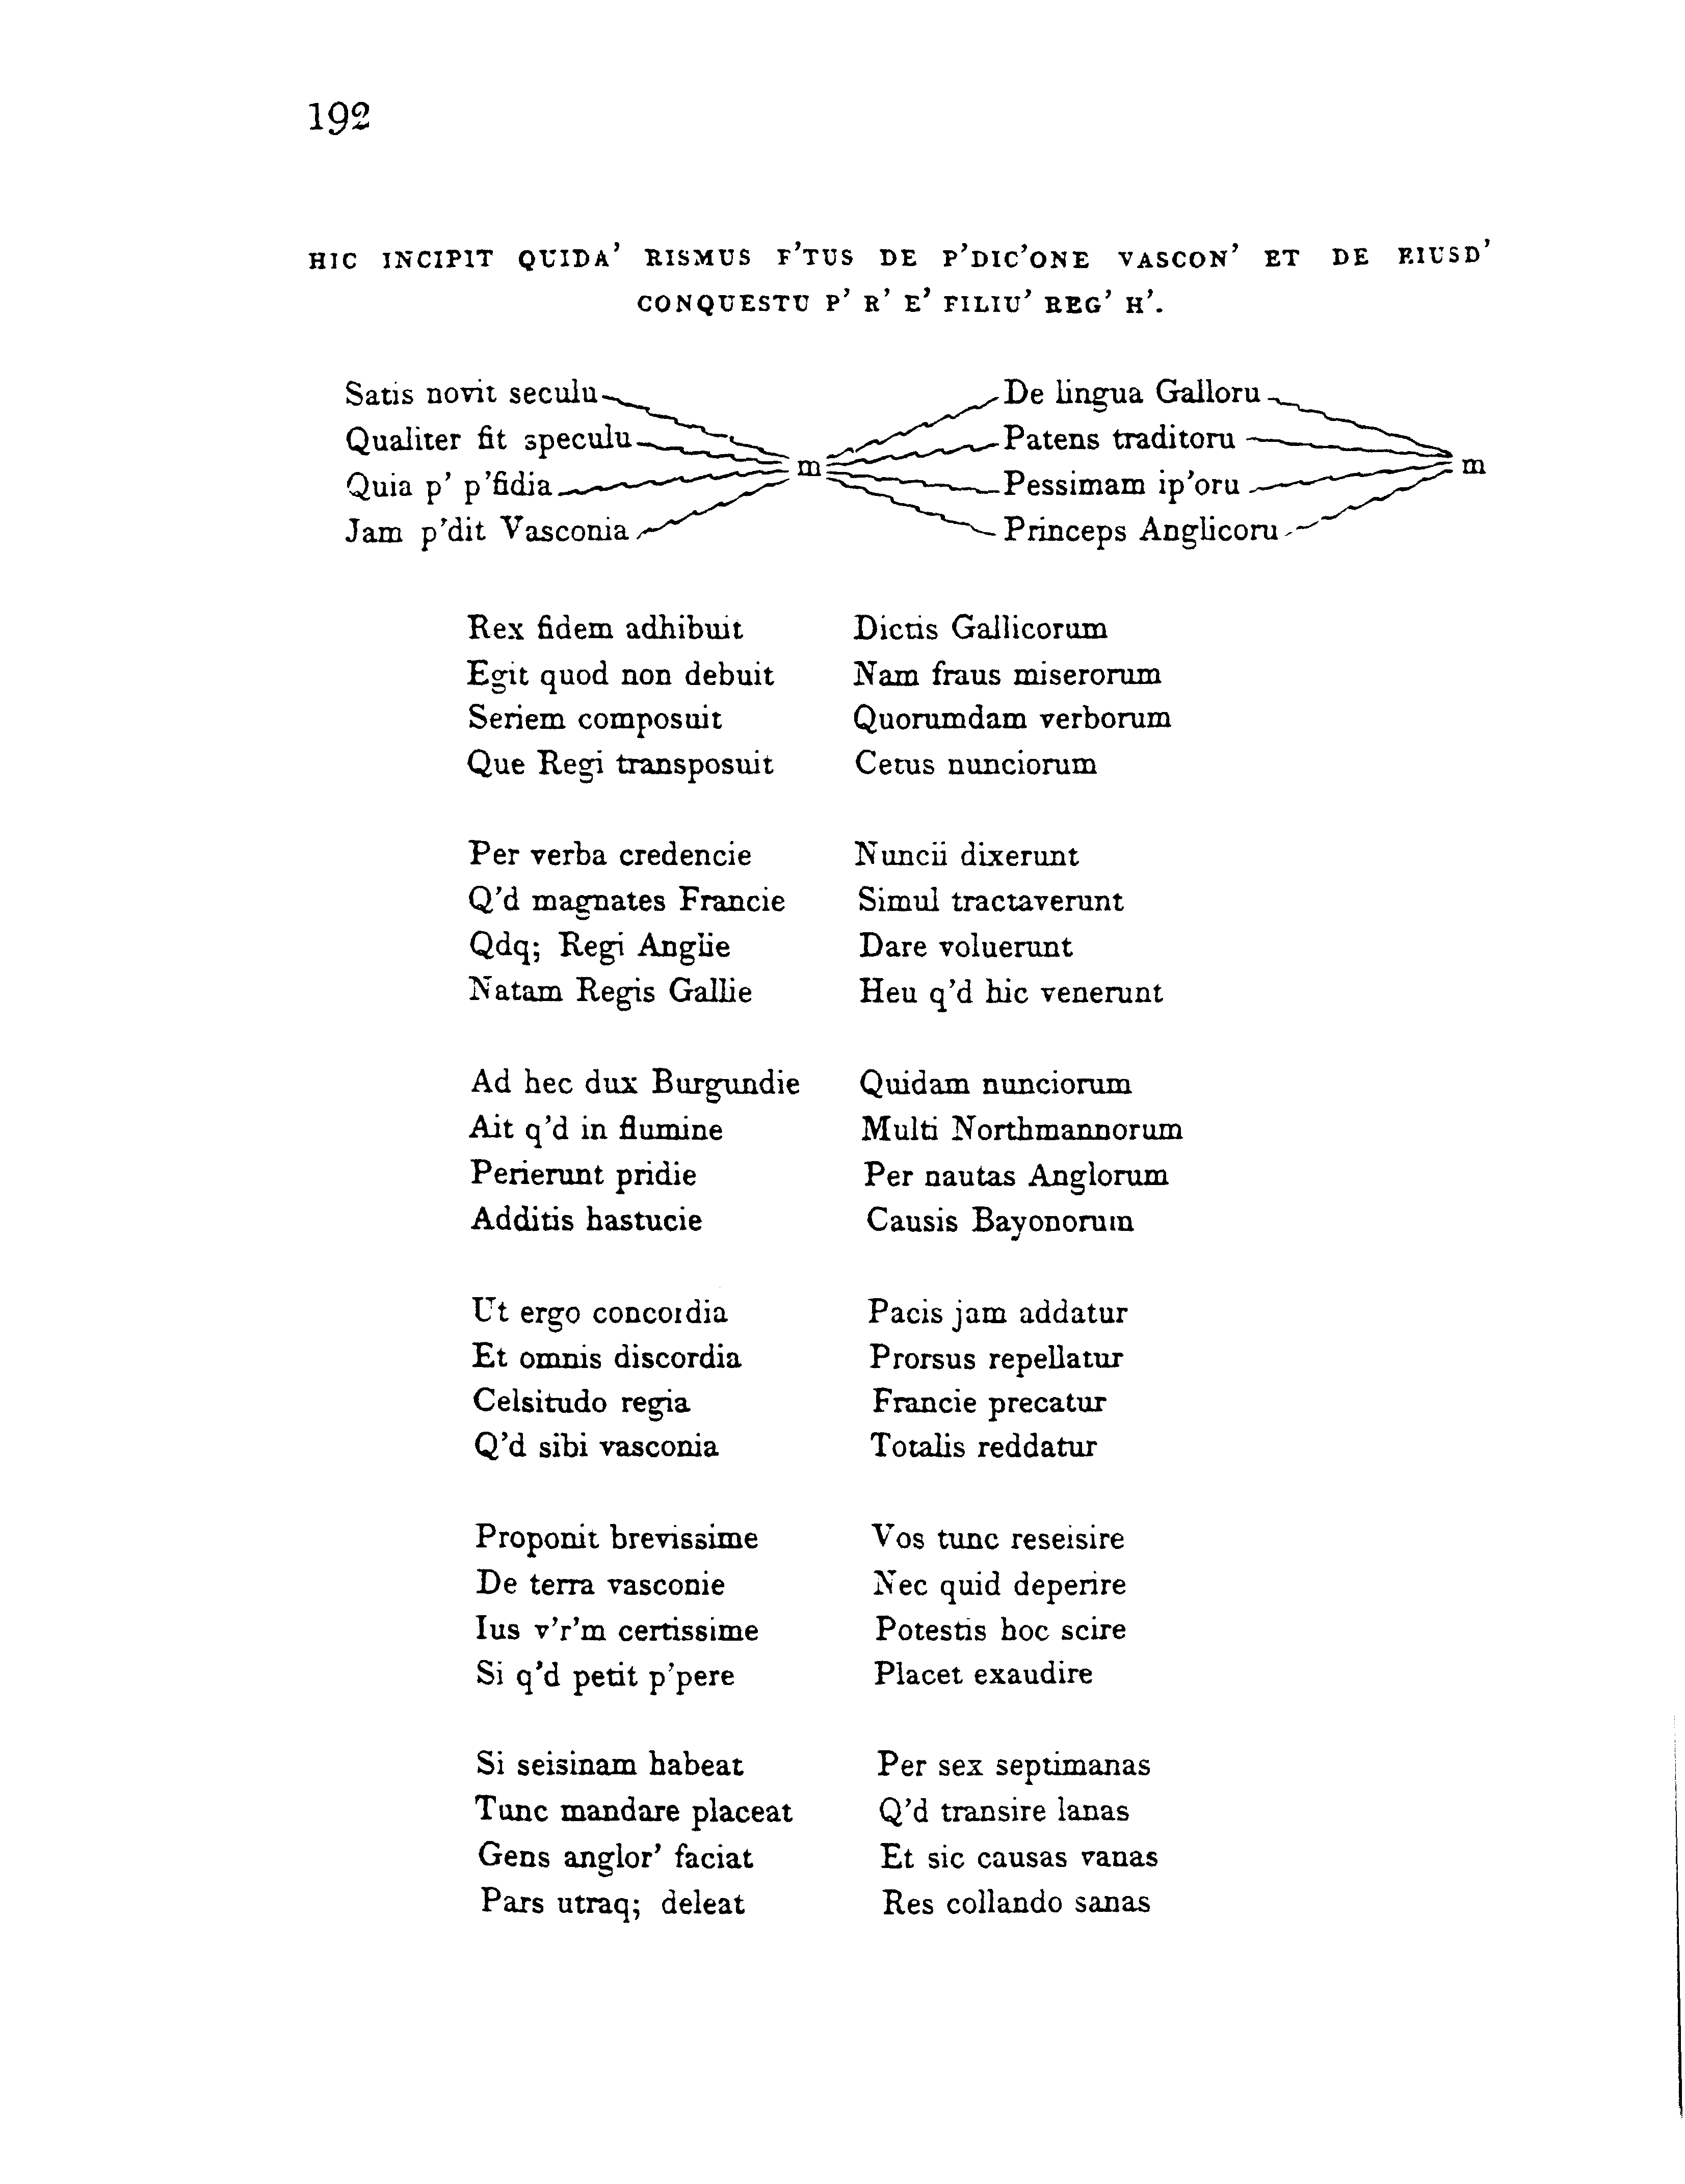 192
HIC INCIPIT QUIDA’ RISMUS F’TUS DE P’DIC’ONE VASCON’ ET DE EIUSD’
CONQUESTU P’ R’ E’ FILIU’ REG’ H’.
Satis novit seculu De lingua Galloru
Qualiter fit speculu Patens traditoru
m m
Quia p’ p’fidia Pessimam ip’oru
Jam p’dit Vasconia Princeps Anglicoru
Rex fidem adhibuit Dictis Gallicorum
Egit quod non debuit Nam fraus miserorum
Seriem composuit Quorumdam verborum
Que Regi transposuit Cetus nunciorum
Per verba credencie Nuncii dixerunt
Q’d magnates Francie Simul tractaverunt
Qdq; Regi Anglie Dare voluerunt
Natam Regis Gallie Heu q’d hic venerunt
Ad hec dux Burgundie Quidam nunciorum
Ait q’d in flumine Multi Northmannorum
Perierunt pridie Per nautas Anglorum
Additis hastucie Causis Bayonorum
Ut ergo concordia Pacis jam addatur
Et omnis discordia Prorsus repellatur
Celsitudo regia Francie precatur
Q’d sibi vasconia Totalis reddatur
Proponit brevissime Vos tunc reseisire
De terra vasconie Nec quid deperire
Ius v’r’m certissime Potestis hoc scire
Si q’d petit p’pere Placet exaudire
Si seisinam habeat Per sex septimanas
Tunc mandare placeat Q’d transire lanas
Gens anglor’ faciat Et sic causas vanas
Pars utraq; deleat Res collando sanas